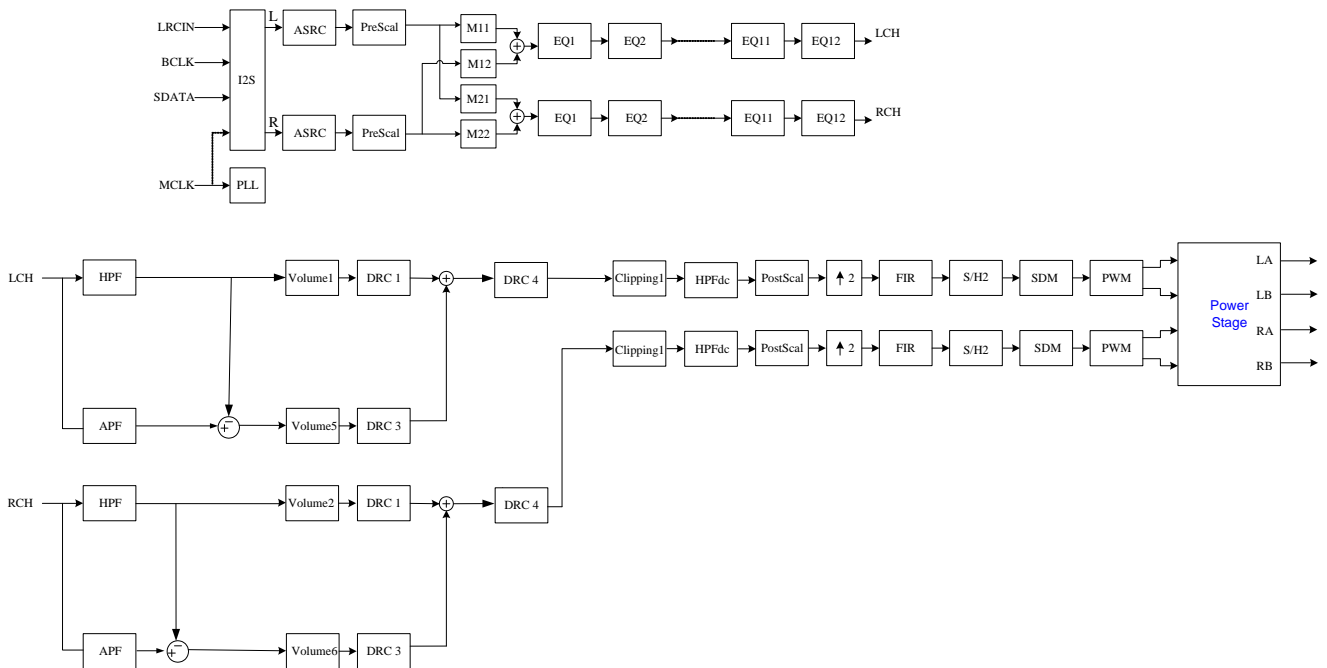 LRCIN
BCLK
SDATA
MCLK
I2S
PLL
L
R
ASRC
PreScal
ASRC
PreScal
M11
M12
M21
M22
+
+
EQ1
EQ2
EQ11
EQ12
LCH
EQ1
EQ2
EQ11
EQ12
RCH
LCH
HPF
Volume1
DRC 1
+
DRC 4
Clipping1
HPFdc
PostScal
↑ 2
FIR
S/H2
SDM
PWM
Clipping1
HPFdc
PostScal
↑ 2
FIR
S/H2
SDM
PWM
Power
Stage
LA
LB
RA
RB
APF
+ −
Volume5
DRC 3
RCH
HPF
Volume2
DRC 1
+
DRC 4
APF
+ −
Volume6
DRC 3